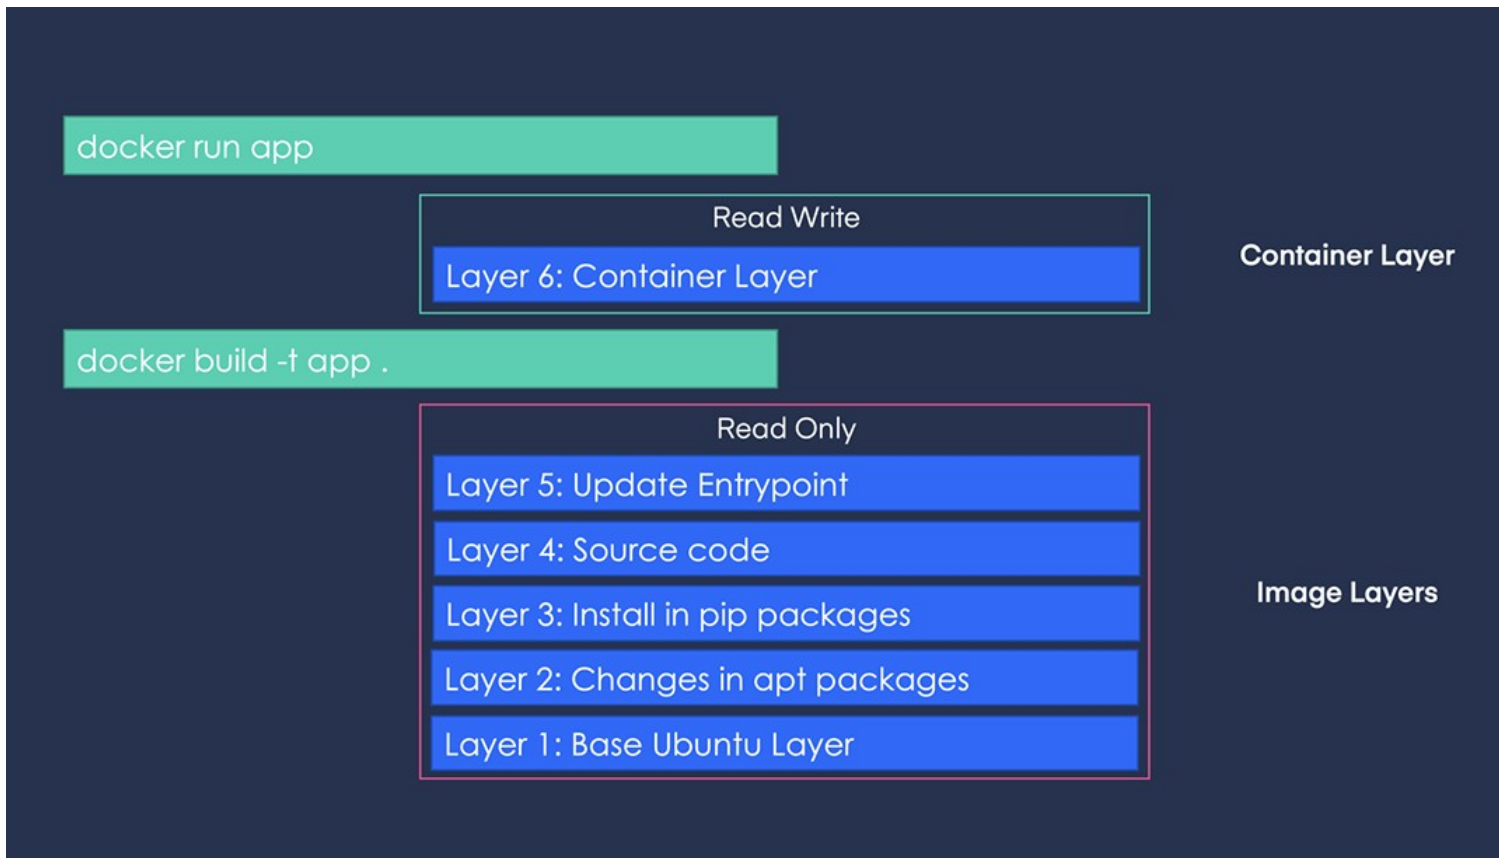 docker run app
Read Write
Layer 6: Container Layer
Container Layer
docker build -t app .
Read Only
Layer 5: Update Entrypoint
Layer 4: Source code
Layer 3: Install in pip packages
Image Layers
Layer 2: Changes in apt packages
Layer 1: Base Ubuntu Layer